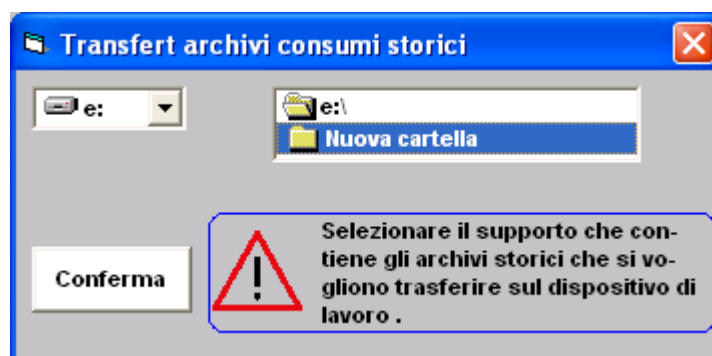 Transfert archivi consumi storici
e:
e:\
Nuova cartella
Selezionare il supporto che con-
tiene gli archivi storici che si vo-
gliono trasferire sul dispositivo di
lavoro .
Conferma